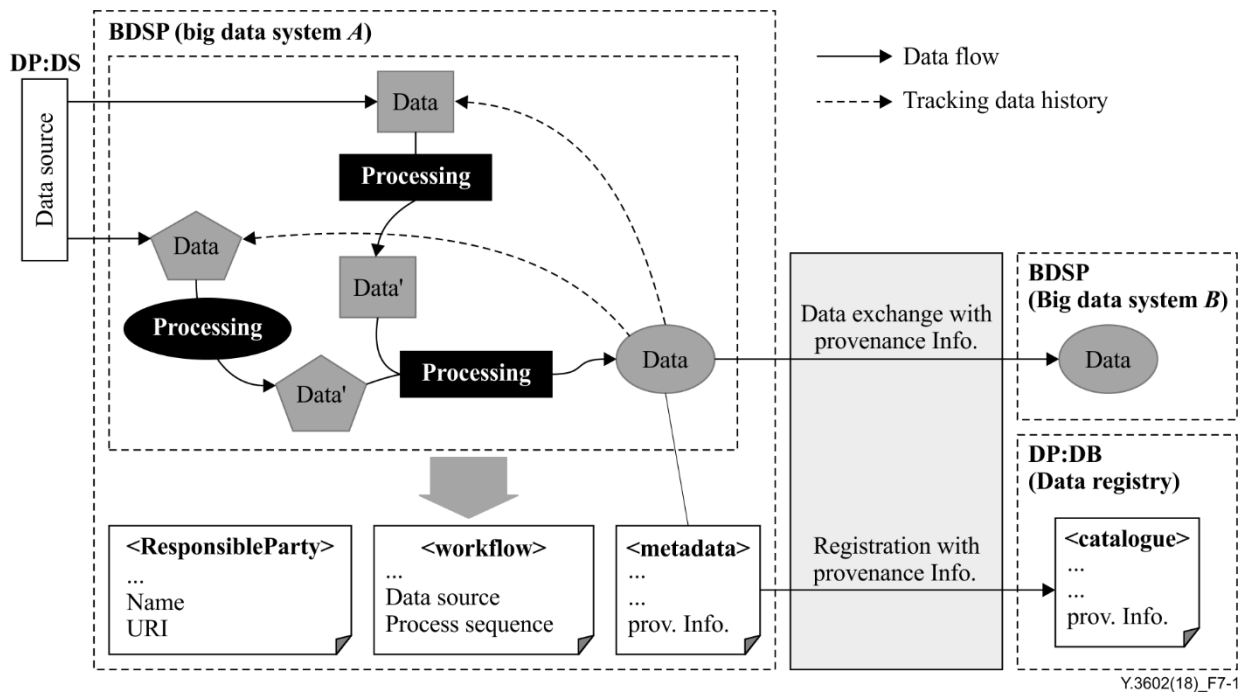 BDSP (big data system A)
DP:DS
Data source
Data flow
Tracking data history
Data
Processing
Data
Data'
Processing
Data'
Processing
Data
Data exchange with
provenance Info.
BDSP
(Big data system B)
Data
DP:DB
(Data registry)
<ResponsibleParty>
...
Name
URI
<workflow>
...
Data source
Process sequence
<metadata>
...
...
prov. Info.
Registration with
provenance Info.
<catalogue>
...
...
prov. Info.
Y.3602(18)_F7-1